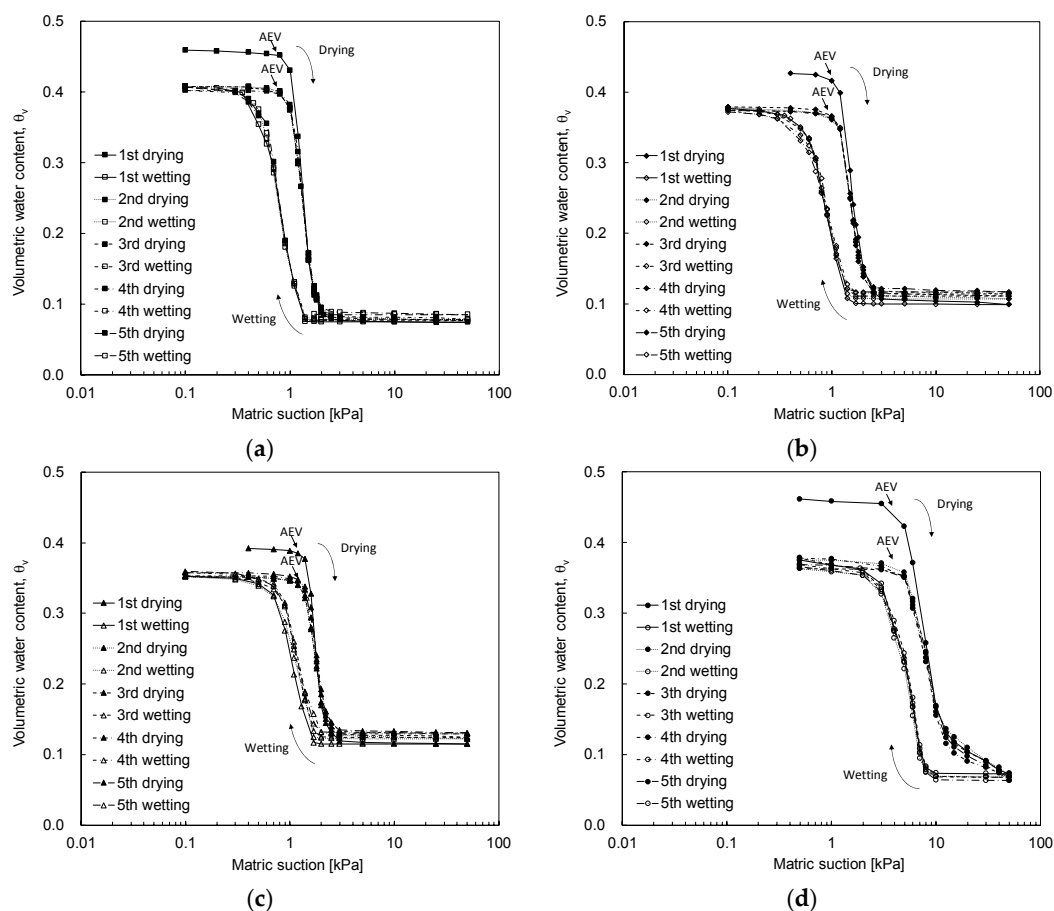 0.5
0.4
0.3
0.2
0.1
0.0
Volumetric water content, θv
AEV
Drying
AEV
1st drying
1st wetting
2nd drying
2nd wetting
3rd drying
3rd wetting
4th drying
4th wetting
5th drying
5th wetting
Wetting
0.01 0.1 1 10 100
Matric suction [kPa]
(a)
0.5
0.4
0.3
0.2
0.1
0.0
Volumetric water content, θv
AEV
Drying
AEV
1st drying
1st wetting
2nd drying
2nd wetting
3rd drying
3rd wetting
4th drying
4th wetting
5th drying
5th wetting
Wetting
0.01 0.1 1 10 100
Matric suction [kPa]
(b)
0.5
0.4
0.3
0.2
0.1
0.0
Volumetric water content, θv
AEV
Drying
AEV
1st drying
1st wetting
2nd drying
2nd wetting
3rd drying
3rd wetting
4th drying
4th wetting
5th drying
5th wetting
Wetting
0.01 0.1 1 10 100
Matric suction [kPa]
(c)
0.5
0.4
0.3
0.2
0.1
0.0
Volumetric water content, θv
AEV
Drying
AEV
1st drying
1st wetting
2nd drying
2nd wetting
3th drying
3th wetting
4th drying
4th wetting
5th drying
5th wetting
Wetting
0.01 0.1 1 10 100
Matric suction [kPa]
(d)